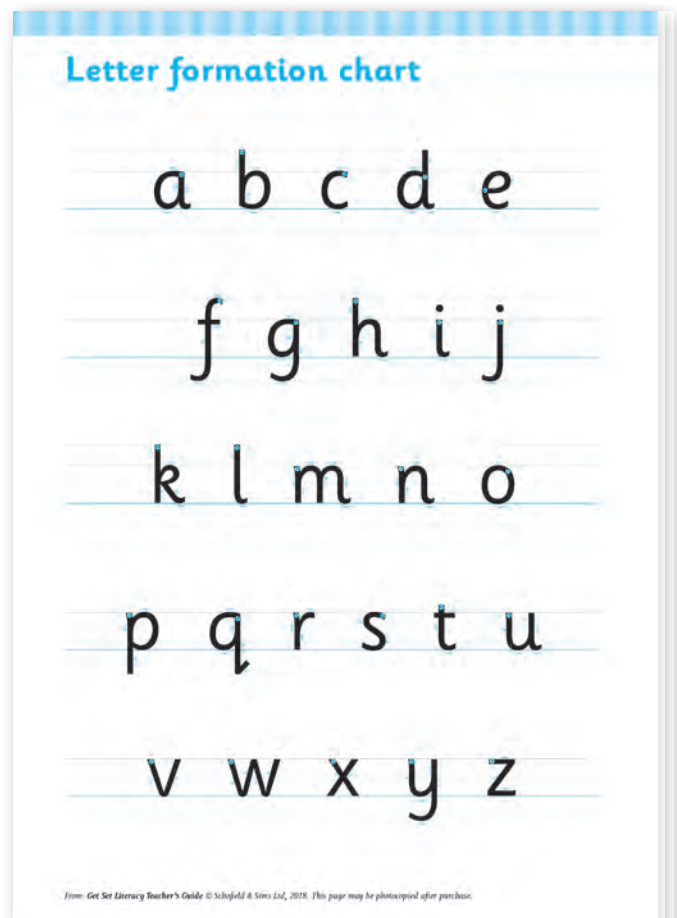 Letter formation chart
a b c d e
f g h i j
k l m n o
p q r s t u
v w x y z
From: Get Set Literacy Teacher's Guide © Schofield & Sims Ltd, 2018. This page may be photocopied after purchase.